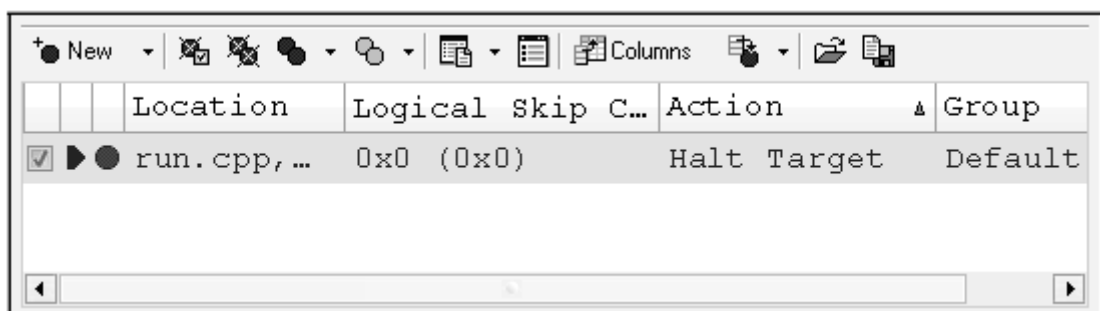 New Columns
Location Logical Skip C… Action Group
run.cpp,… 0x0 (0x0) Halt Target Default